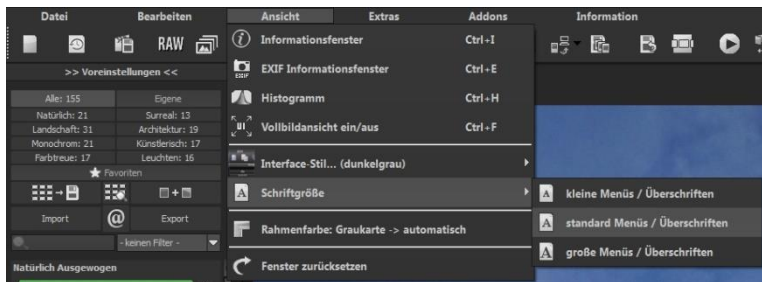 Datei Bearbeiten Ansicht Extras Addons Information
RAW
>> Voreinstellungen <<
Alle: 155 Eigene
Natürlich: 21 Surreal: 13
Landschaft: 31 Architektur: 19
Monochrom: 21 Künstlerisch: 17
Farbtreue: 17 Leuchten: 16
Favoriten
Import @ Export
- keinen Filter -
Natürlich Ausgewogen
Informationsfenster Ctrl+I
EXIF EXIF Informationsfenster Ctrl+E
Histogramm Ctrl+H
UI Vollbildansicht ein/aus Ctrl+F
Interface-Stil... (dunkelgrau)
A Schriftgröße
Rahmenfarbe: Graukarte -> automatisch
Fenster zurücksetzen
A kleine Menüs / Überschriften
A standard Menüs / Überschriften
A große Menüs / Überschriften